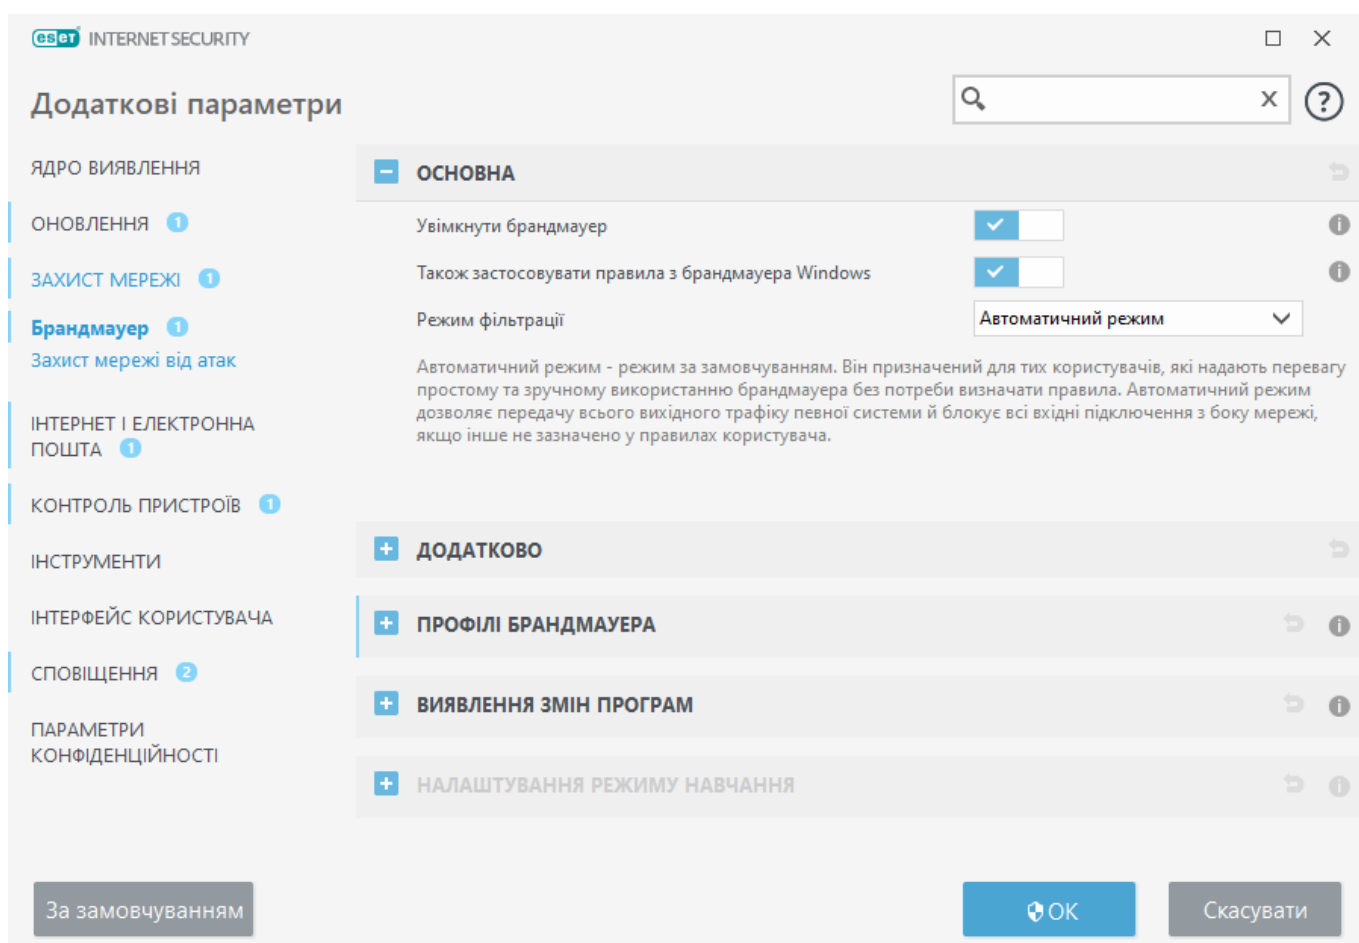 eset INTERNET SECURITY
Додаткові параметри
x
?
ЯДРО ВИЯВЛЕННЯ
ОНОВЛЕННЯ 1
ЗАХИСТ МЕРЕЖІ 1
Брандмауер 1
Захист мережі від атак
ІНТЕРНЕТ І ЕЛЕКТРОННА
ПОШТА 1
КОНТРОЛЬ ПРИСТРОЇВ 1
ІНСТРУМЕНТИ
ІНТЕРФЕЙС КОРИСТУВАЧА
СПОВІЩЕННЯ 2
ПАРАМЕТРИ
КОНФІДЕНЦІЙНОСТІ
ОСНОВНА
Увімкнути брандмауер
Також застосовувати правила з брандмауера Windows
Режим фільтрації Автоматичний режим
Автоматичний режим - режим за замовчуванням. Він призначений для тих користувачів, які надають перевагу
простому та зручному використанню брандмауера без потреби визначати правила. Автоматичний режим
дозволяє передачу всього вихідного трафіку певної системи й блокує всі вхідні підключення з боку мережі,
якщо інше не зазначено у правилах користувача.
ДОДАТКОВО
ПРОФІЛІ БРАНДМАУЕРА
ВИЯВЛЕННЯ ЗМІН ПРОГРАМ
НАЛАШТУВАННЯ РЕЖИМУ НАВЧАННЯ
За замовчуванням
OK
Скасувати